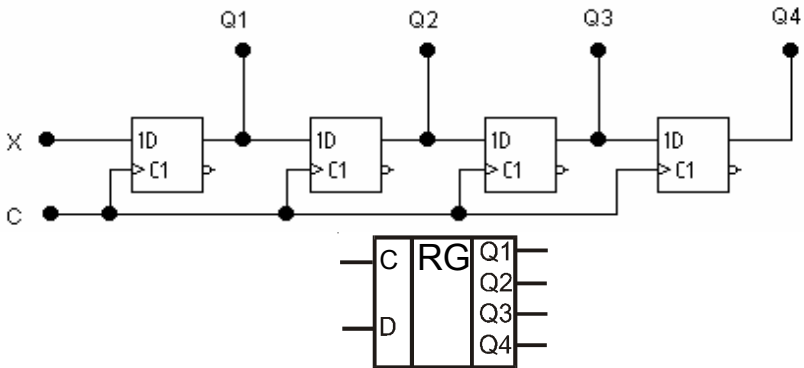 Q1 Q2 Q3 Q4
X 1D 1D 1D 1D
C1 C1 C1 C1
C
C RG Q1
Q2
Q3
D
Q4